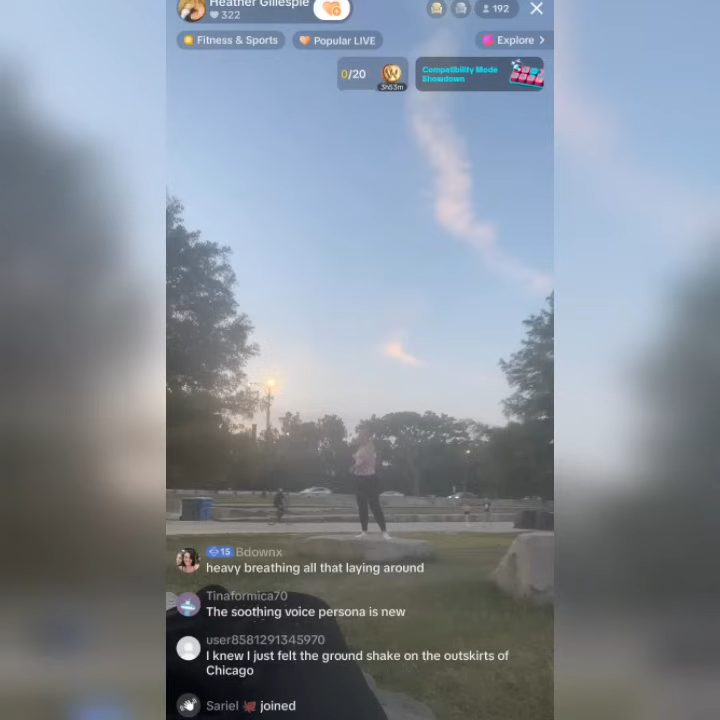 Heather Gillespie
322
192
Fitness & Sports
Popular LIVE
Explore >
0/20
3h53m
Compatibility Mode
Showdown
15 Bdownx
heavy breathing all that laying around
Tinaformica70
The soothing voice persona is new
user8581291345970
I knew I just felt the ground shake on the outskirts of
Chicago
Sariel joined